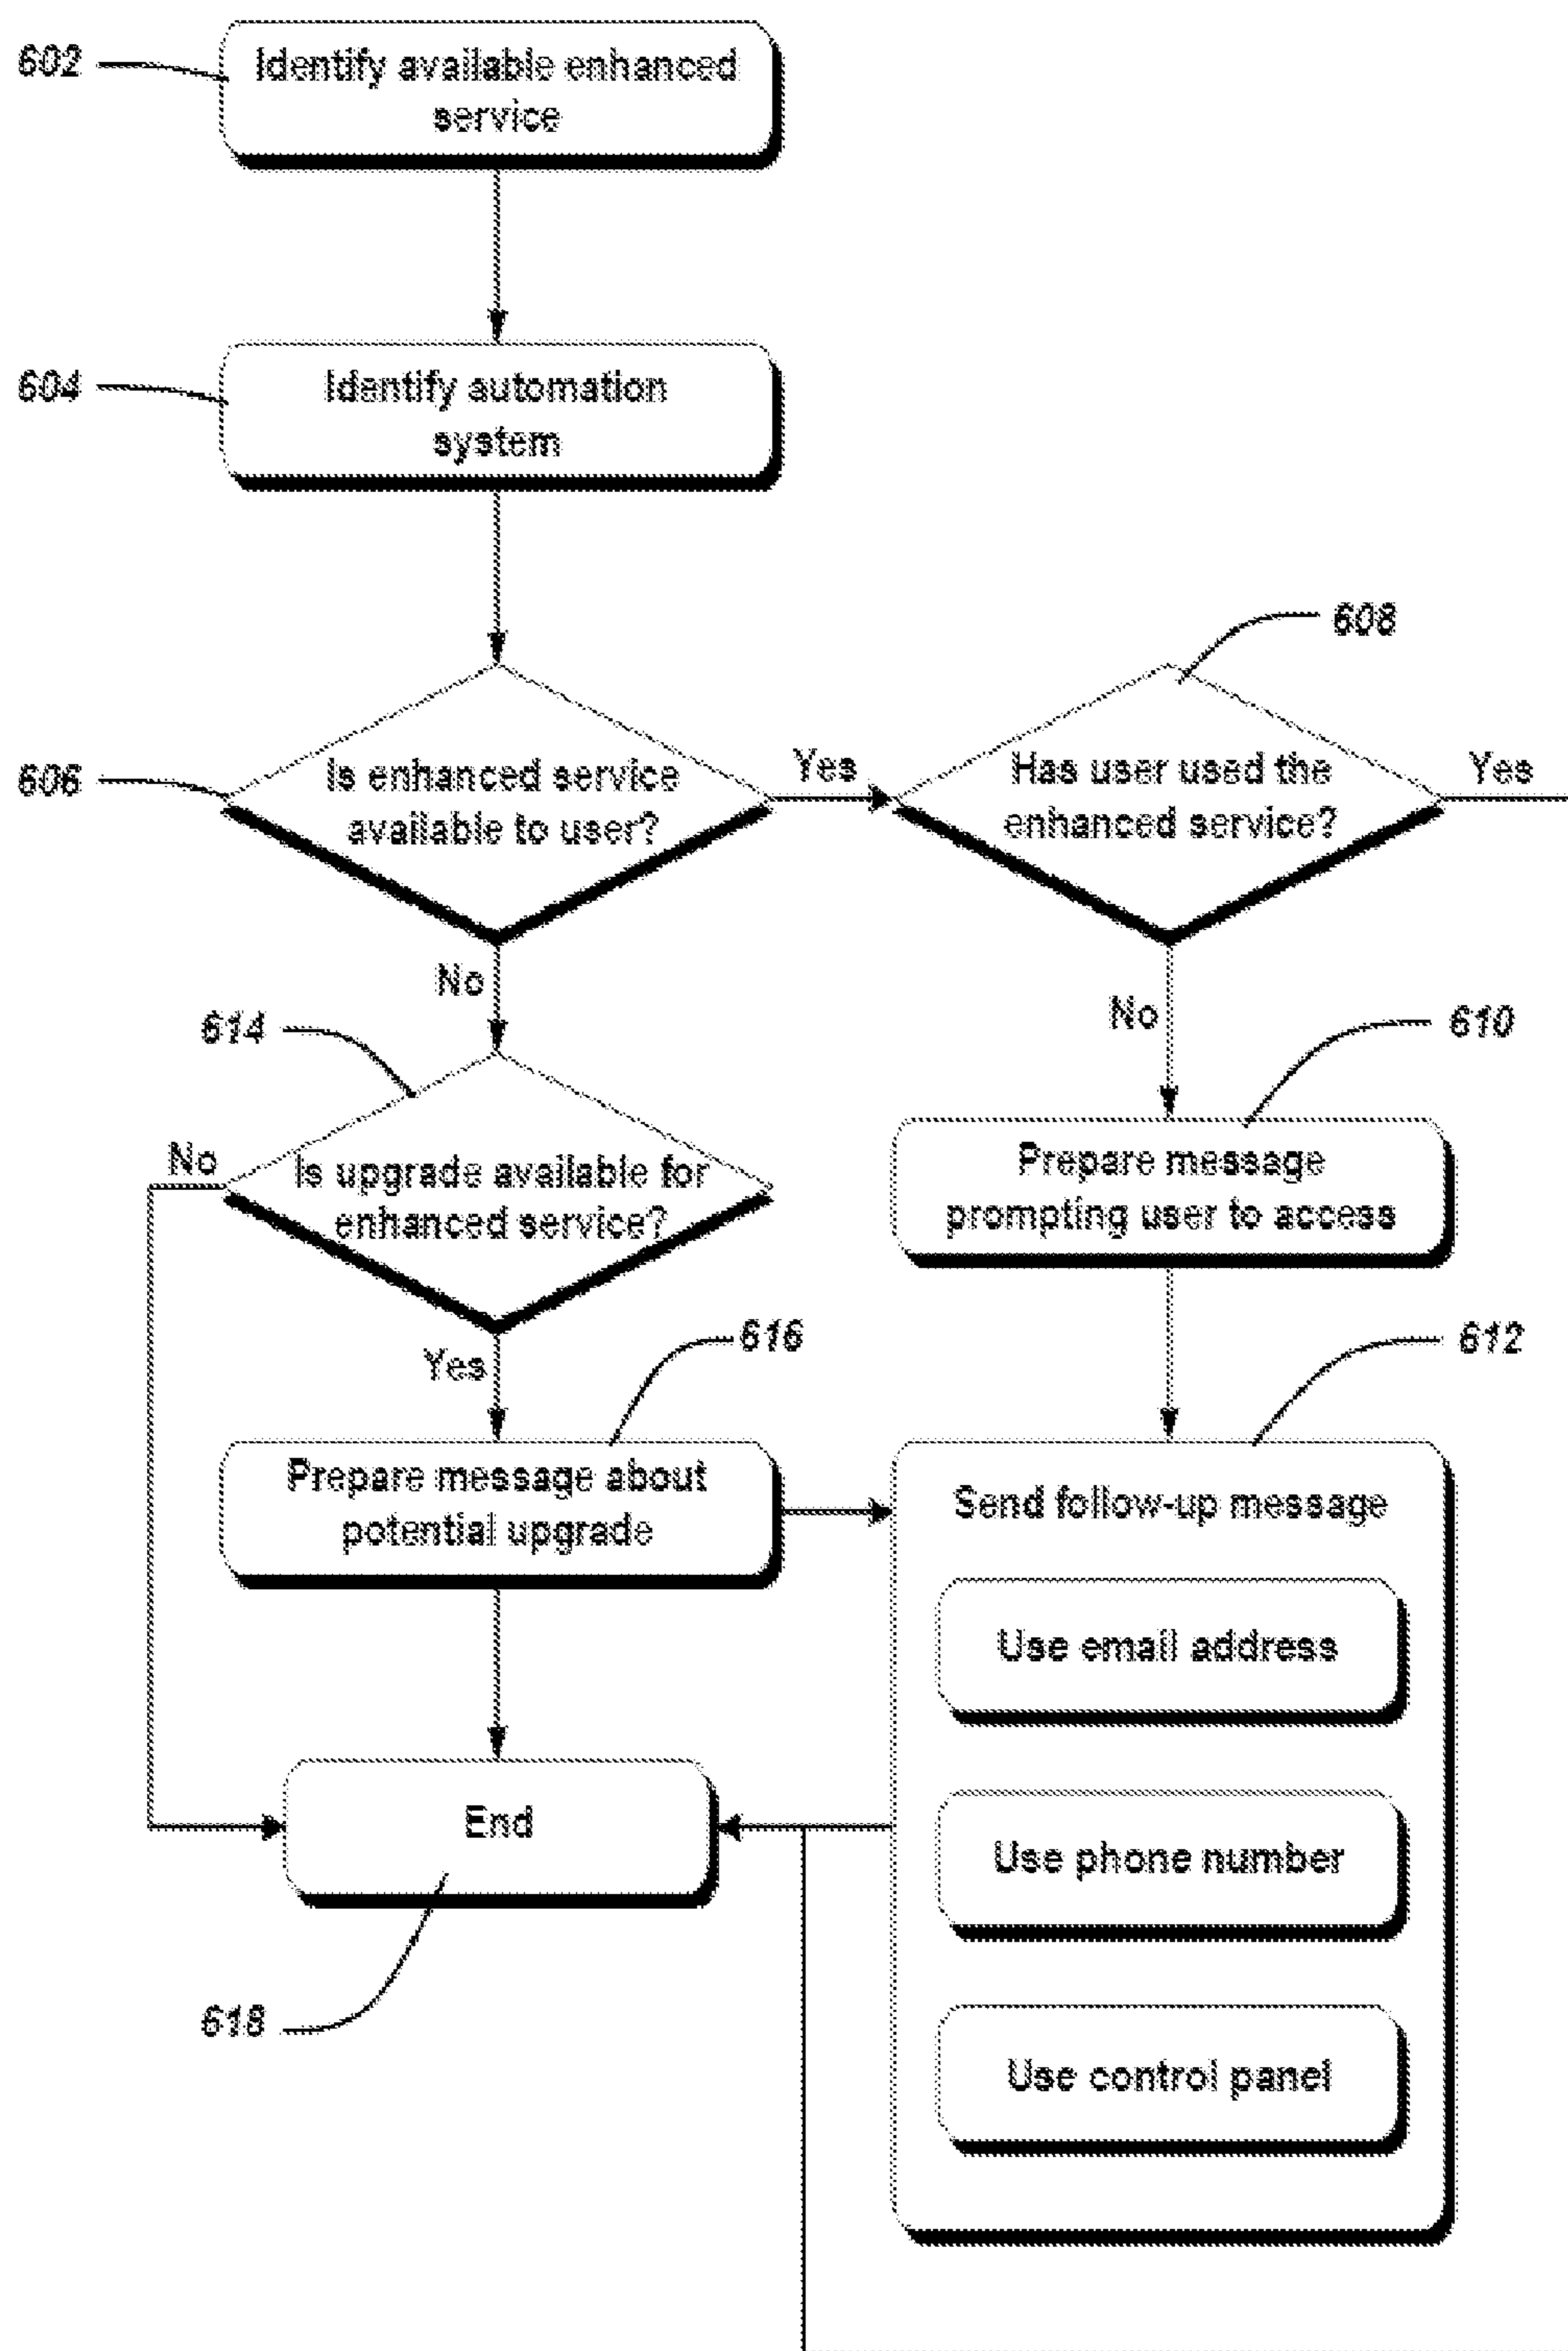 602
Identify available enhanced
service
604
Identify automation
system
608
606
Is enhanced service
available to user?
Yes
Has user used the
enhanced service?
Yes
No
614
No
610
No
Is upgrade available for
enhanced service?
Prepare message
prompting user to access
Yes
616
612
Prepare message about
potential upgrade
Send follow-up message
Use email address
End
Use phone number
618
Use control panel